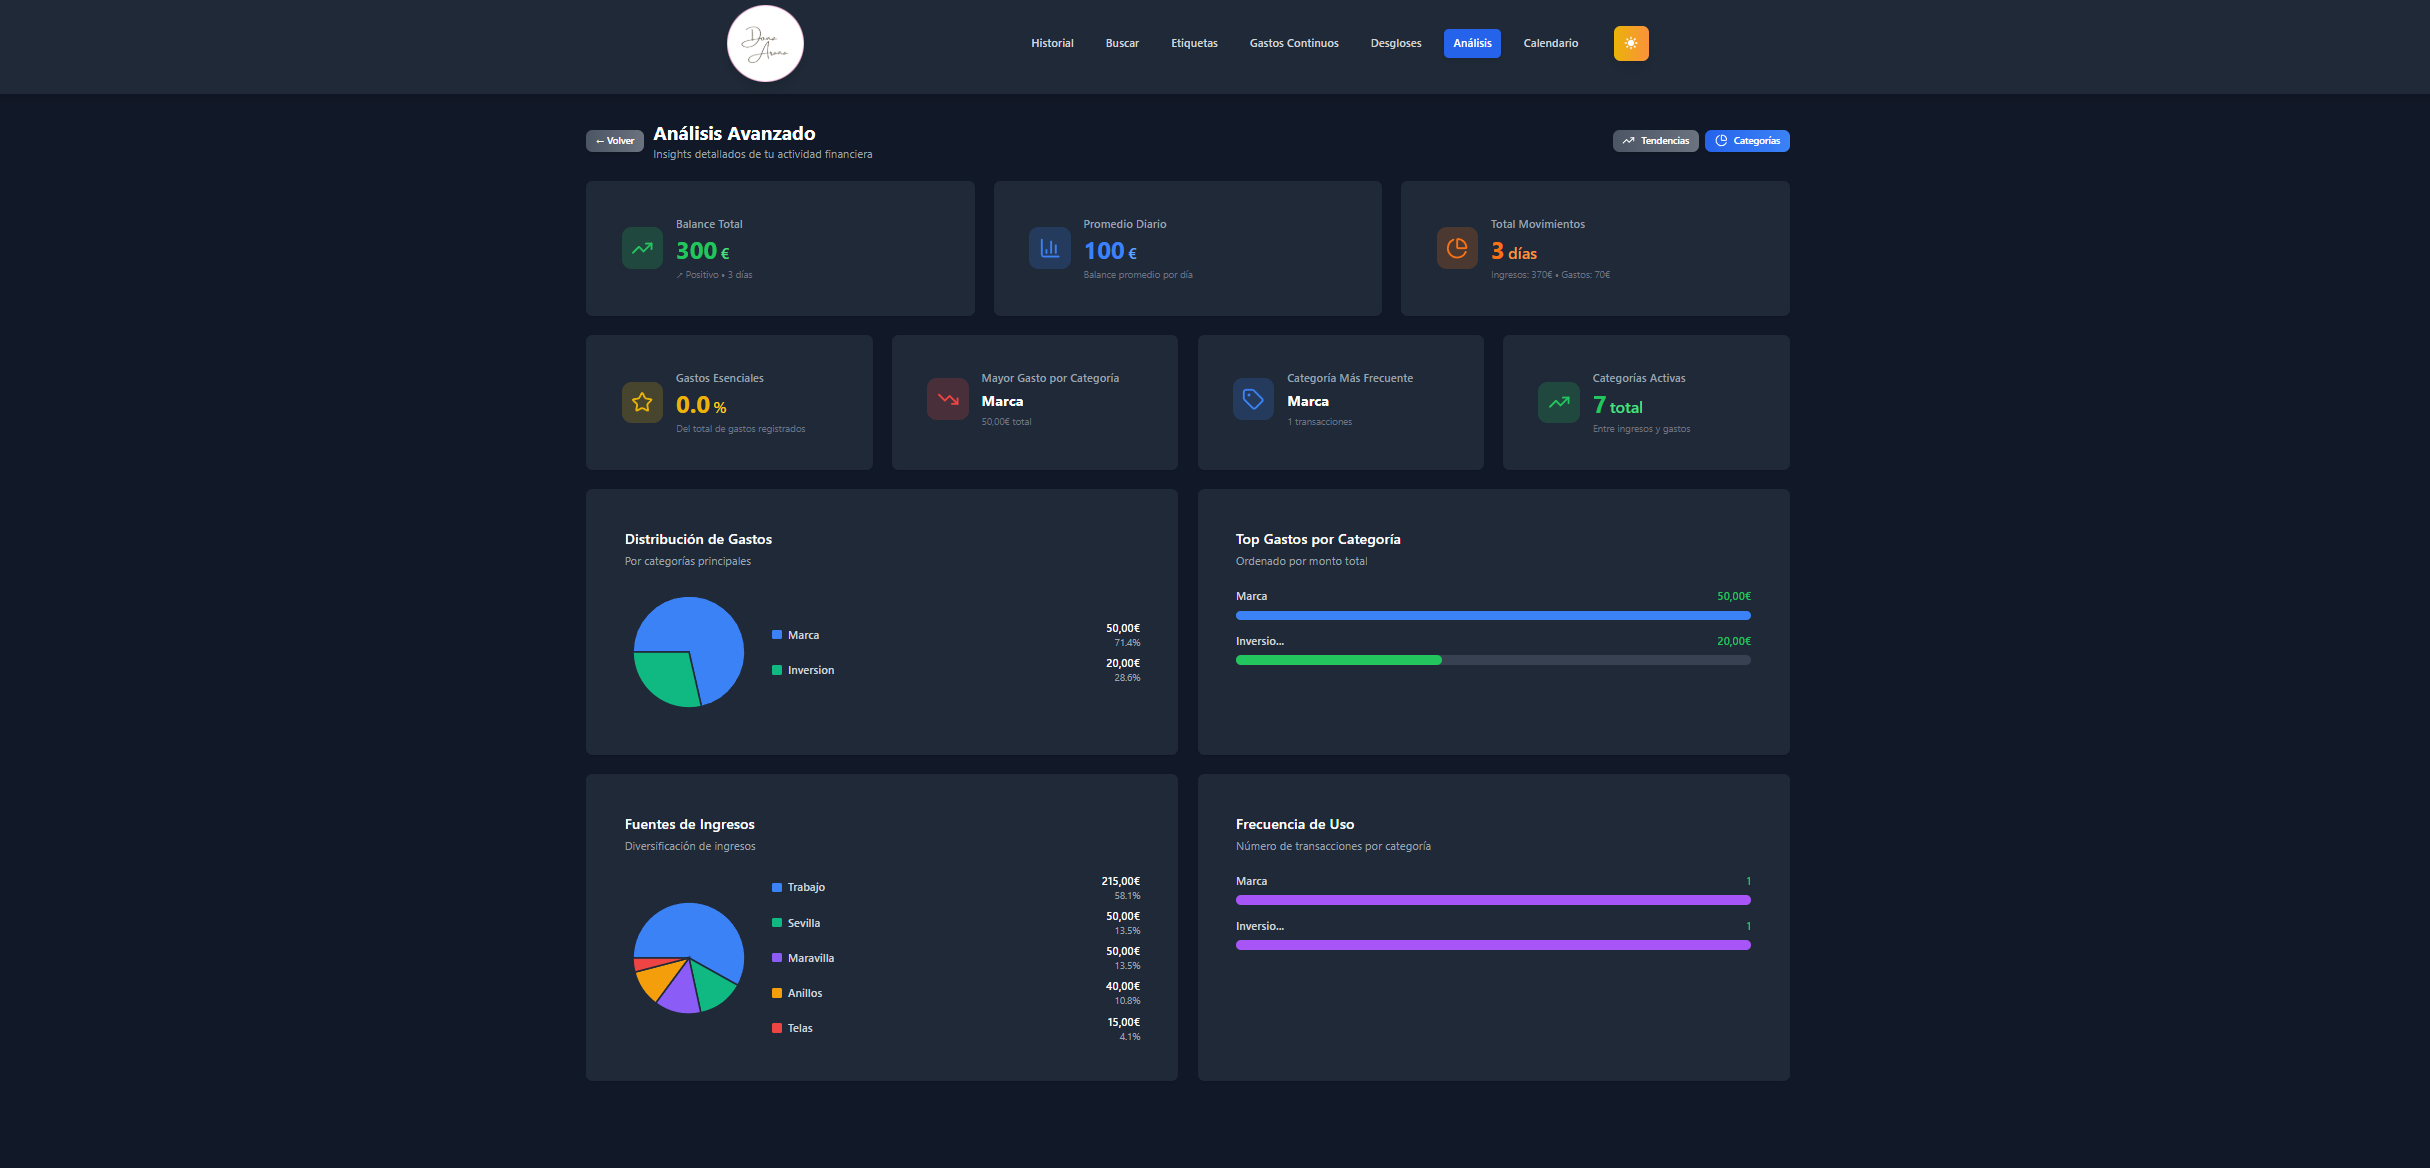 Dona Arana
Historial Buscar Etiquetas Gastos Continuos Desgloses Análisis Calendario
← Volver
Análisis Avanzado
Insights detallados de tu actividad financiera
Tendencias Categorías
Balance Total
300 €
↗ Positivo • 3 días
Promedio Diario
100 €
Balance promedio por día
Total Movimientos
3 días
Ingresos: 370€ • Gastos: 70€
Gastos Esenciales
0.0 %
Del total de gastos registrados
Mayor Gasto por Categoría
Marca
50,00€ total
Categoría Más Frecuente
Marca
1 transacciones
Categorías Activas
7 total
Entre ingresos y gastos
Distribución de Gastos
Por categorías principales
Marca 50,00€
71.4%
Inversion 20,00€
28.6%
Top Gastos por Categoría
Ordenado por monto total
Marca 50,00€
Inversio... 20,00€
Fuentes de Ingresos
Diversificación de ingresos
Trabajo 215,00€
58.1%
Sevilla 50,00€
13.5%
Maravilla 50,00€
13.5%
Anillos 40,00€
10.8%
Telas 15,00€
4.1%
Frecuencia de Uso
Número de transacciones por categoría
Marca 1
Inversio... 1